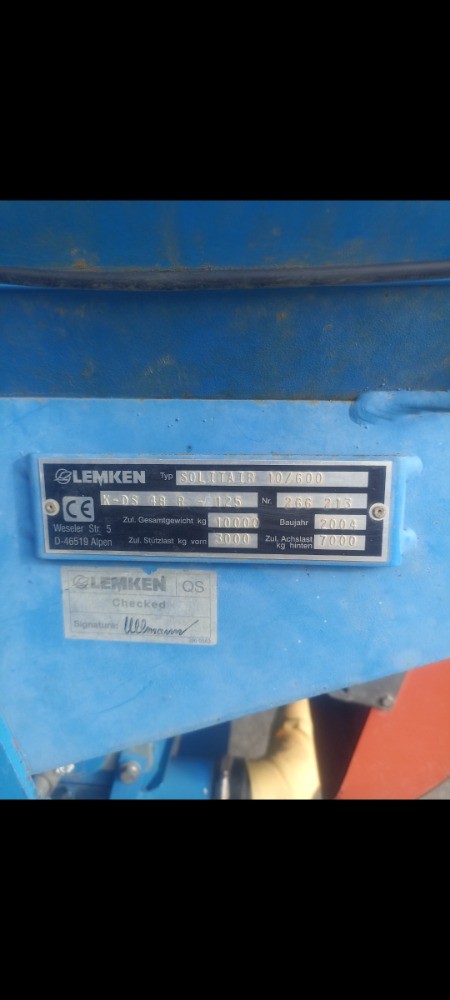 LEMKEN Typ SOLITAIR 10/600
K-DS 48 R - 125 Nr. 266 213
CE
Zul. Gesamtgewicht kg 10000 Baujahr 2004
Weseler Str. 5
D-46519 Alpen
Zul. Stützlast kg vorn 3000 Zul. Achslast kg hinten 7000
LEMKEN QS
Checked
Signature: